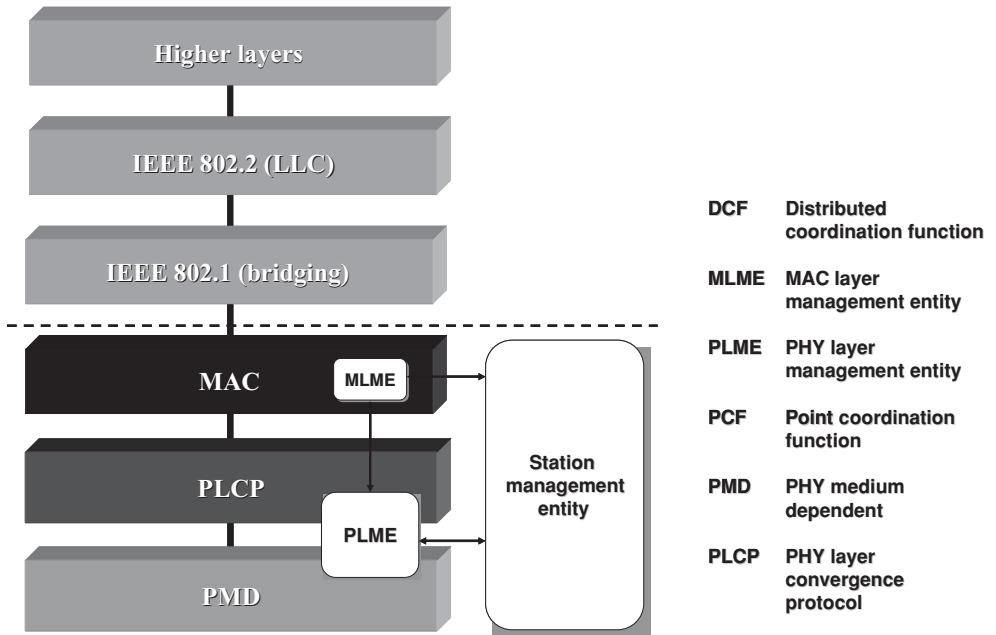 Higher layers
IEEE 802.2 (LLC)
IEEE 802.1 (bridging)
MAC
MLME
PLCP
PLME
PMD
Station
management
entity
DCF Distributed
coordination function
MLME MAC layer
management entity
PLME PHY layer
management entity
PCF Point coordination
function
PMD PHY medium
dependent
PLCP PHY layer
convergence
protocol